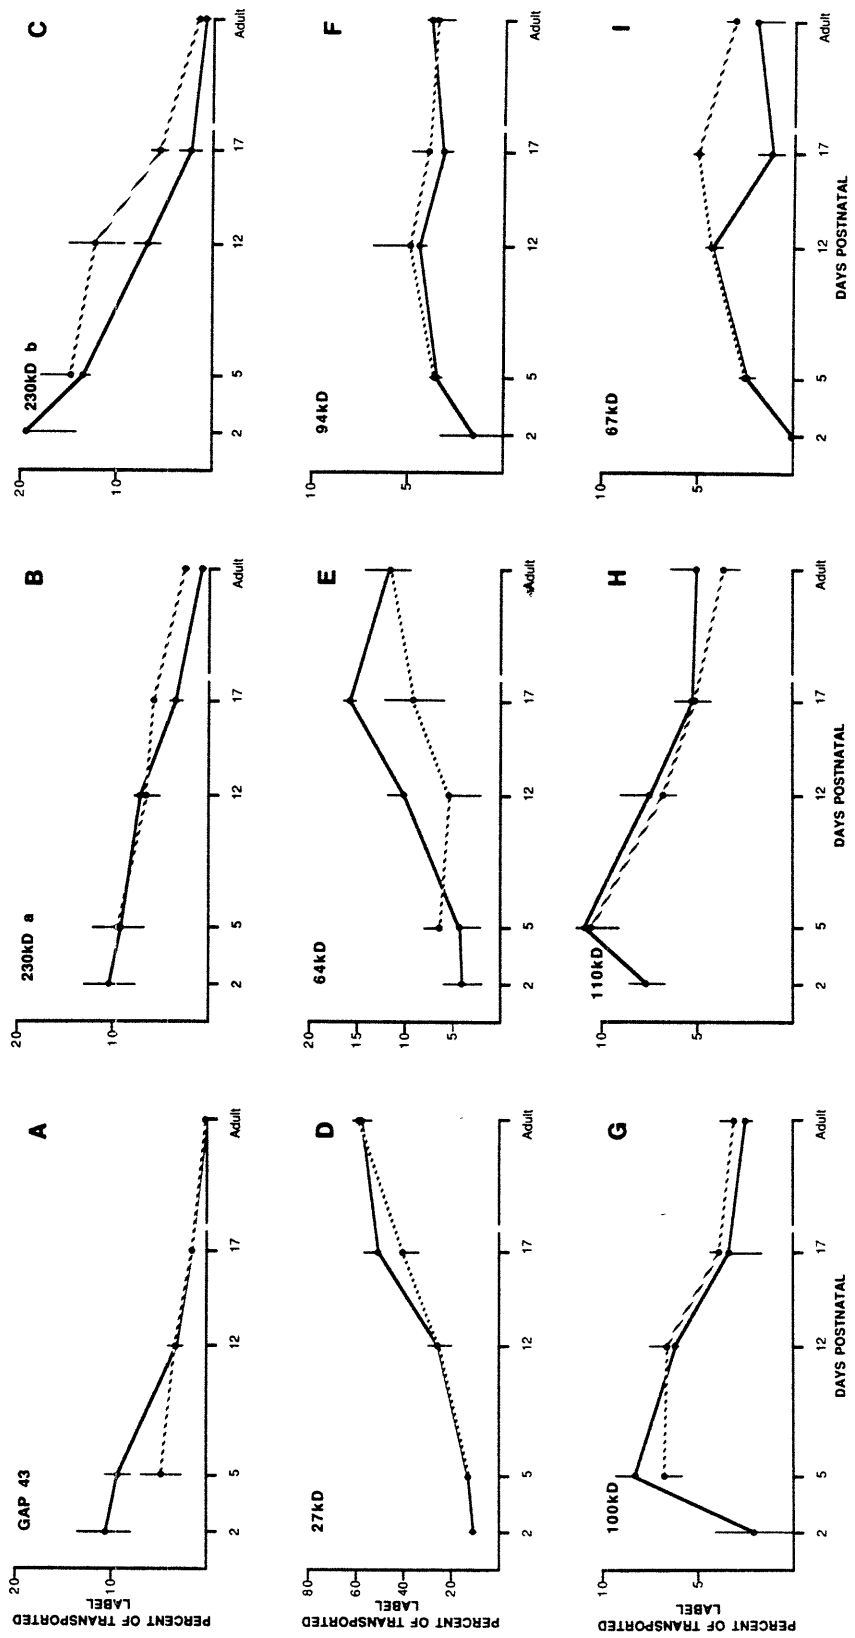 A
GAP 43
20
10
PERCENT OF TRANSPORTED
LABEL
2
5
12
17
Adult
B
230kD a
20
10
2
5
12
17
Adult
C
230kD b
20
10
2
5
12
17
Adult
D
27kD
80
60
40
20
PERCENT OF TRANSPORTED
LABEL
2
5
12
17
Adult
E
64kD
20
15
10
5
2
5
12
17
Adult
F
94kD
10
5
2
5
12
17
Adult
G
100kD
10
5
PERCENT OF TRANSPORTED
LABEL
2
5
12
17
Adult
DAYS POSTNATAL
H
110kD
10
5
2
5
12
17
Adult
DAYS POSTNATAL
I
67kD
10
5
2
5
12
17
Adult
DAYS POSTNATAL